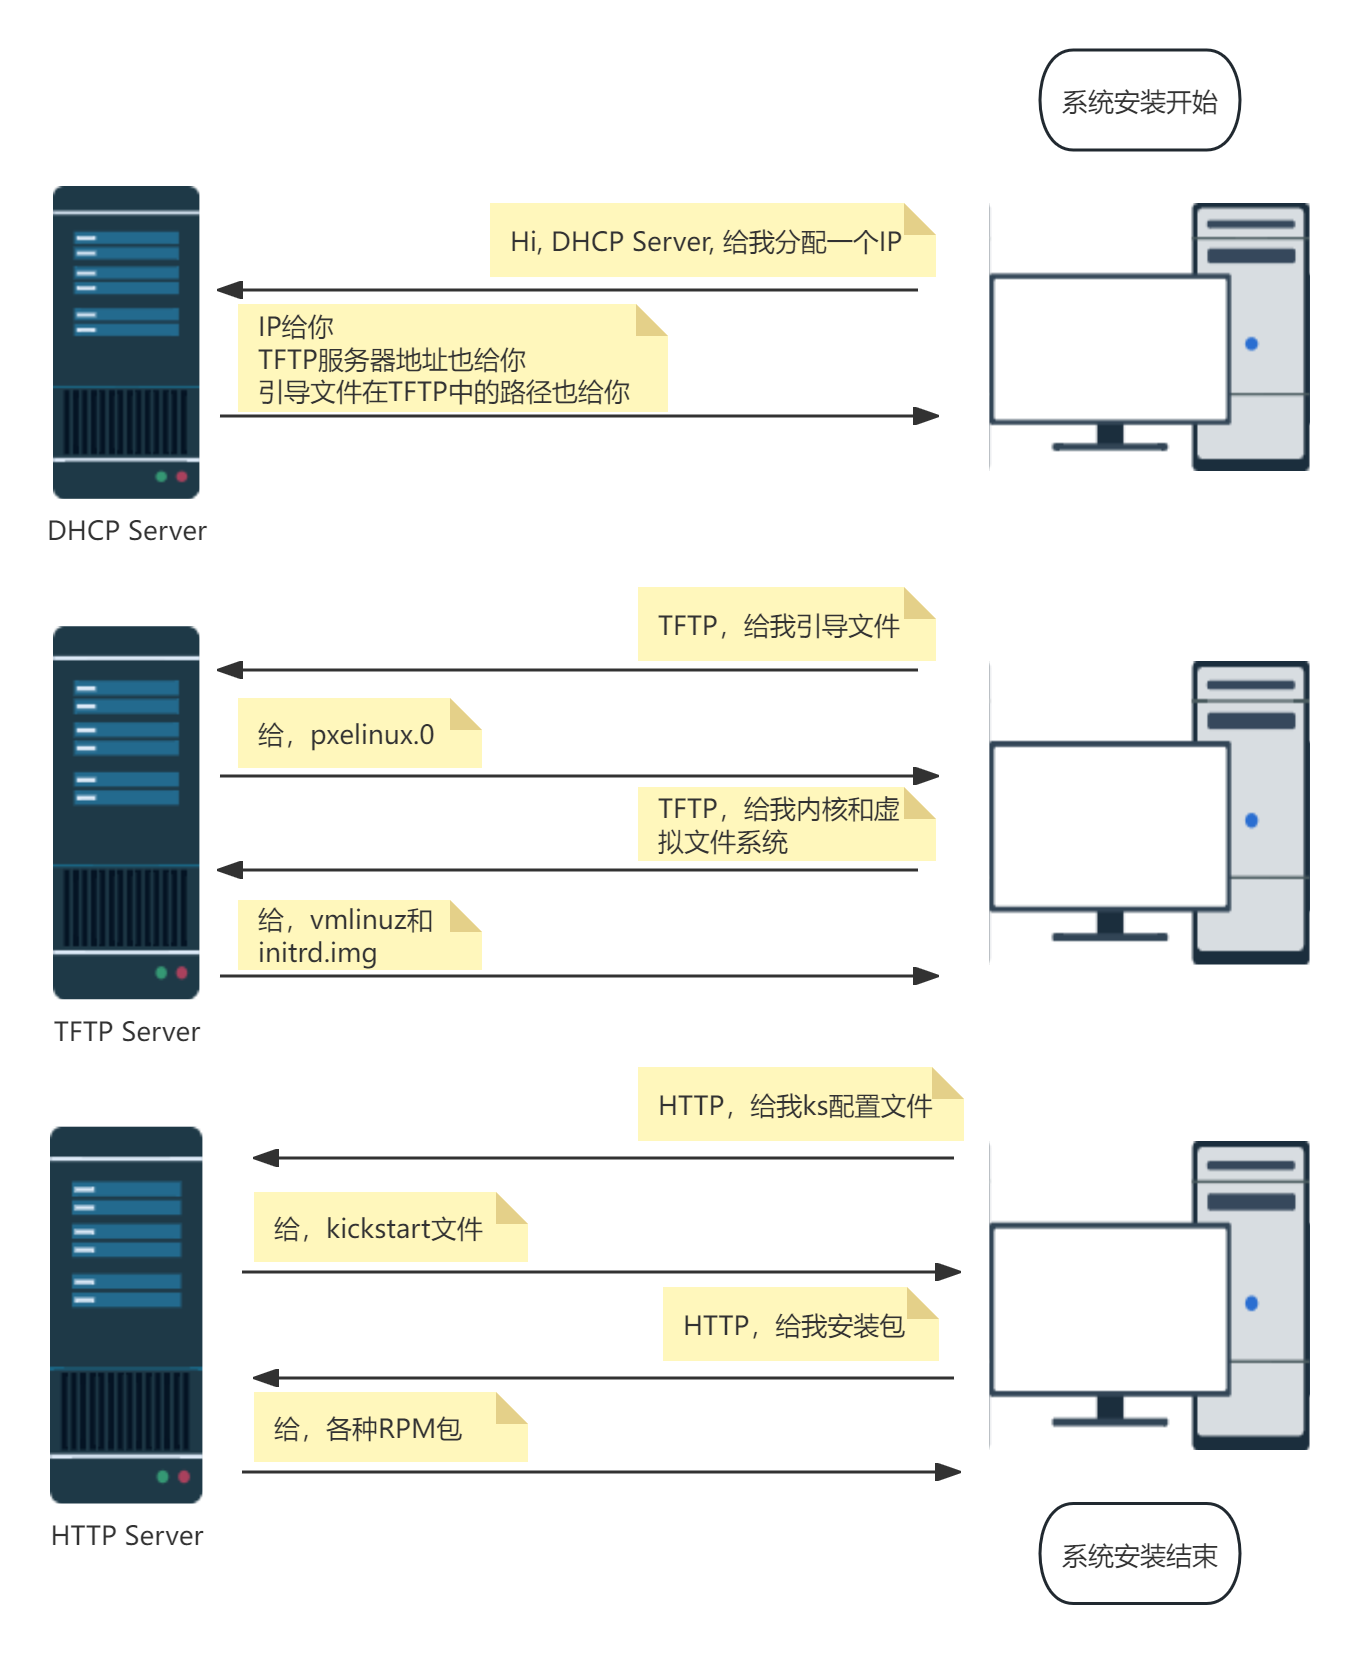 系统安装开始
Hi, DHCP Server, 给我分配一个IP
IP给你
TFTP服务器地址也给你
引导文件在TFTP中的路径也给你
DHCP Server
TFTP，给我引导文件
给，pxelinux.0
TFTP，给我内核和虚
拟文件系统
给，vmlinuz和
initrd.img
TFTP Server
HTTP，给我ks配置文件
给，kickstart文件
HTTP，给我安装包
给，各种RPM包
HTTP Server
系统安装结束